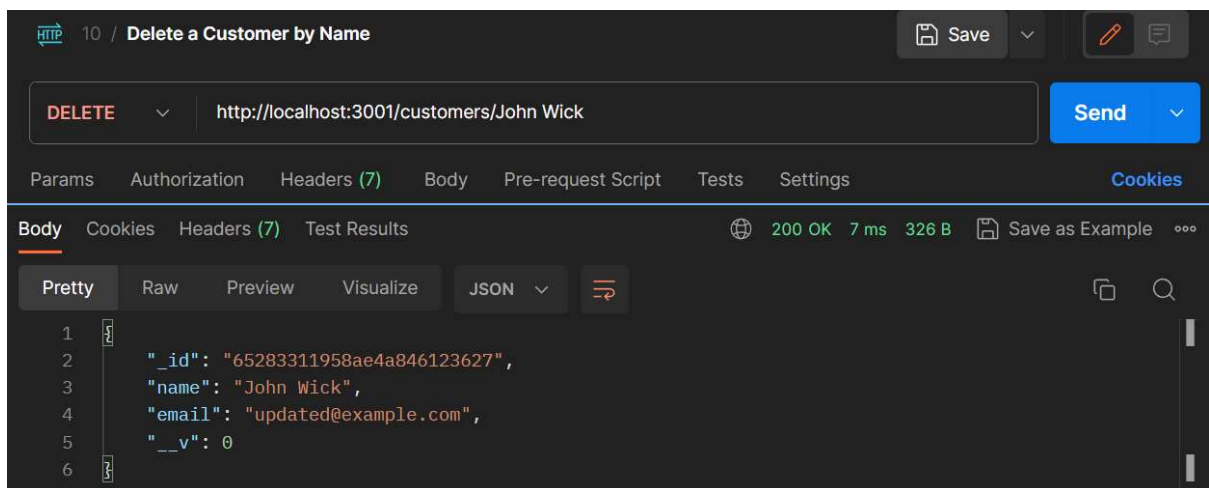 HTTP 10 / Delete a Customer by Name Save
DELETE http://localhost:3001/customers/John Wick Send
Params Authorization Headers (7) Body Pre-request Script Tests Settings Cookies
Body Cookies Headers (7) Test Results 200 OK 7 ms 326 B Save as Example
Pretty Raw Preview Visualize JSON
1 {
2 "_id": "65283311958ae4a846123627",
3 "name": "John Wick",
4 "email": "updated@example.com",
5 "__v": 0
6 }